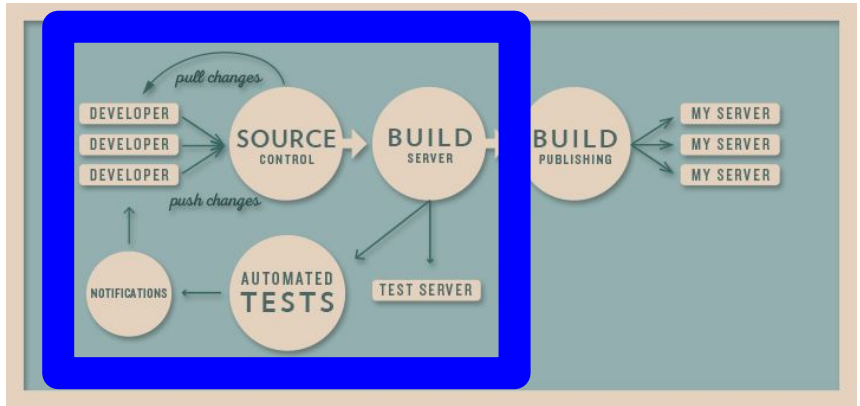 pull changes
DEVELOPER
DEVELOPER
DEVELOPER
SOURCE
CONTROL
BUILD
SERVER
BUILD
PUBLISHING
MY SERVER
MY SERVER
MY SERVER
push changes
NOTIFICATIONS
AUTOMATED
TESTS
TEST SERVER